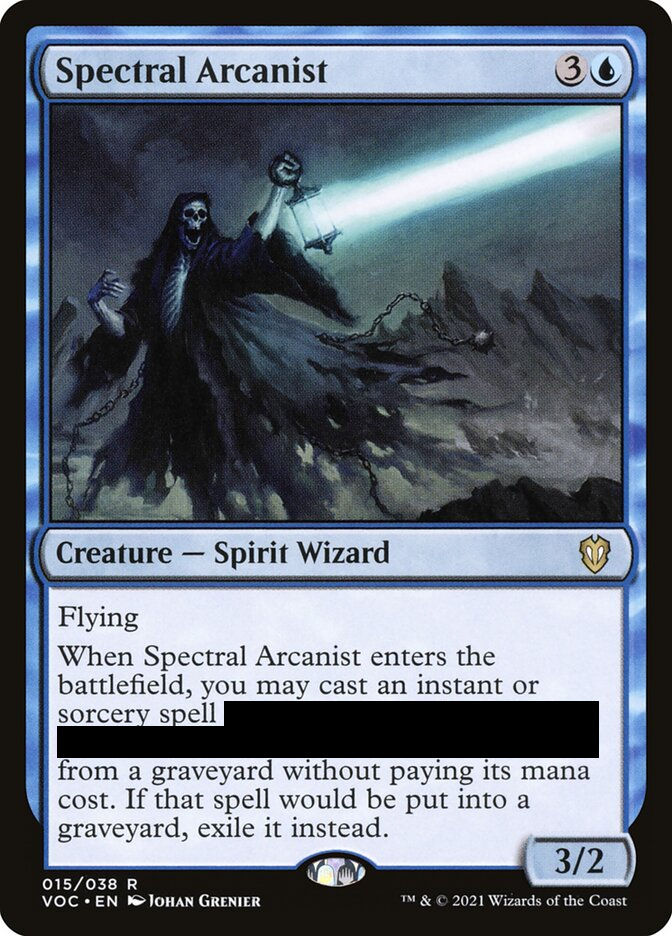 Spectral Arcanist 3
Creature — Spirit Wizard
Flying
When Spectral Arcanist enters the
battlefield, you may cast an instant or
sorcery spell
from a graveyard without paying its mana
cost. If that spell would be put into a
graveyard, exile it instead.
3/2
015/038 R
VOC • EN Johan Grenier
™ & © 2021 Wizards of the Coast